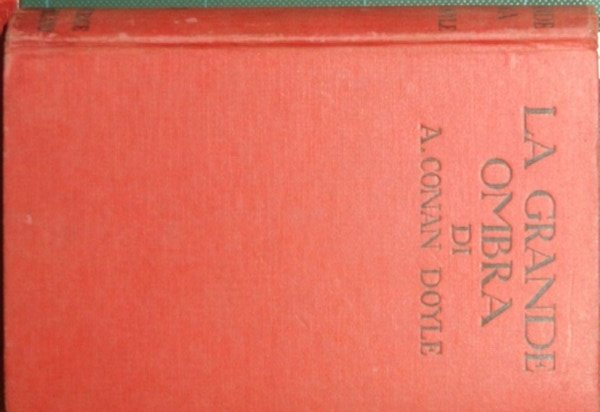 LA GRANDE
OMBRA
DI
A. CONAN DOYLE